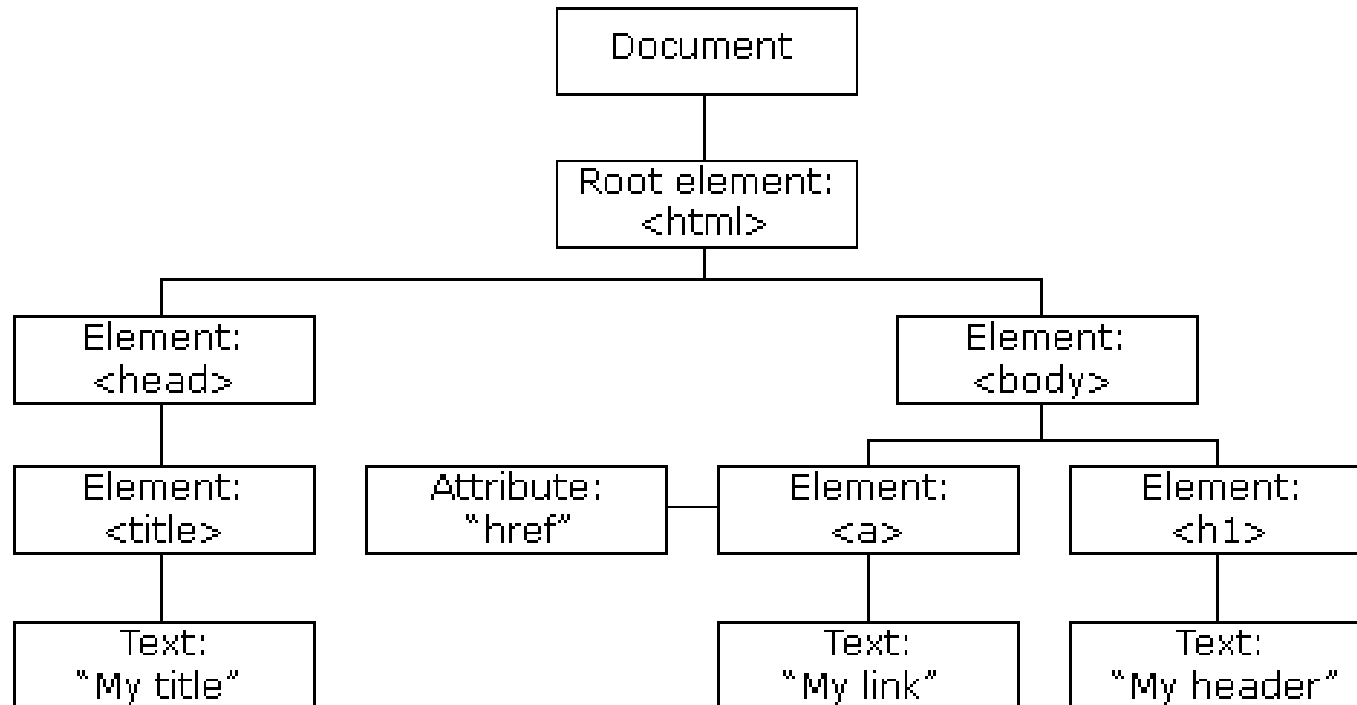 Document
Root element:
<html>
Element:
<head>
Element:
<body>
Element:
<title>
Attribute:
“href”
Element:
<a>
Element:
<h1>
Text:
“My title”
Text:
“My link”
Text:
“My header”